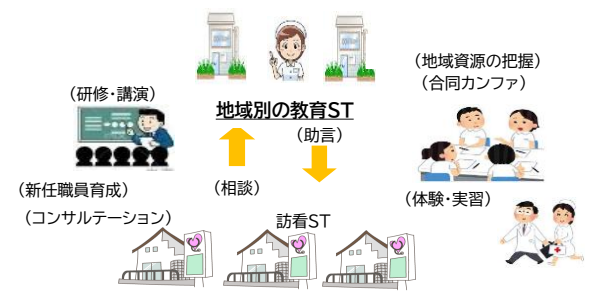 (地域資源の把握)
(合同カンファ)
(研修・講演)
地域別の教育ST
(助言)
(新任職員育成)
(相談)
(体験・実習)
(コンサルテーション)
訪看ST